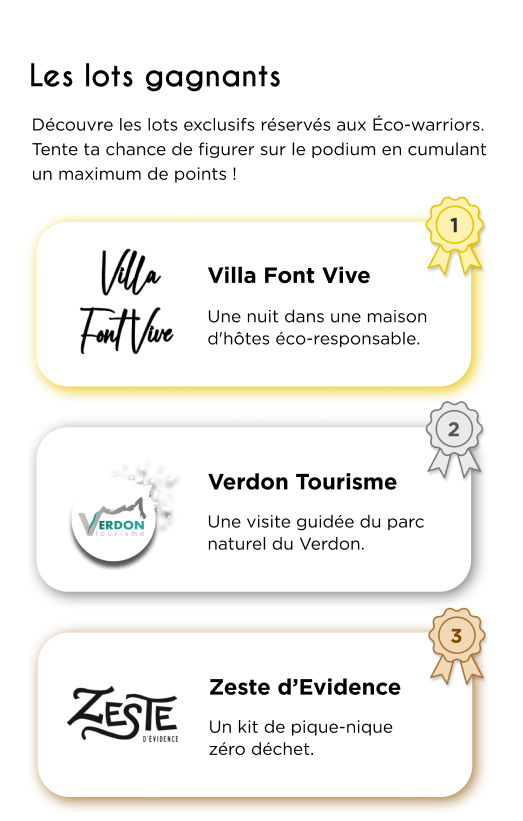 Les lots gagnants
Découvre les lots exclusifs réservés aux Éco-warriors.
Tente ta chance de figurer sur le podium en cumulant
un maximum de points !
1
Villa
Font Vive
Villa Font Vive
Une nuit dans une maison
d'hôtes éco-responsable.
2
VERDON
tourisme
Verdon Tourisme
Une visite guidée du parc
naturel du Verdon.
3
ZESTE
D'ÉVIDENCE
Zeste d’Evidence
Un kit de pique-nique
zéro déchet.